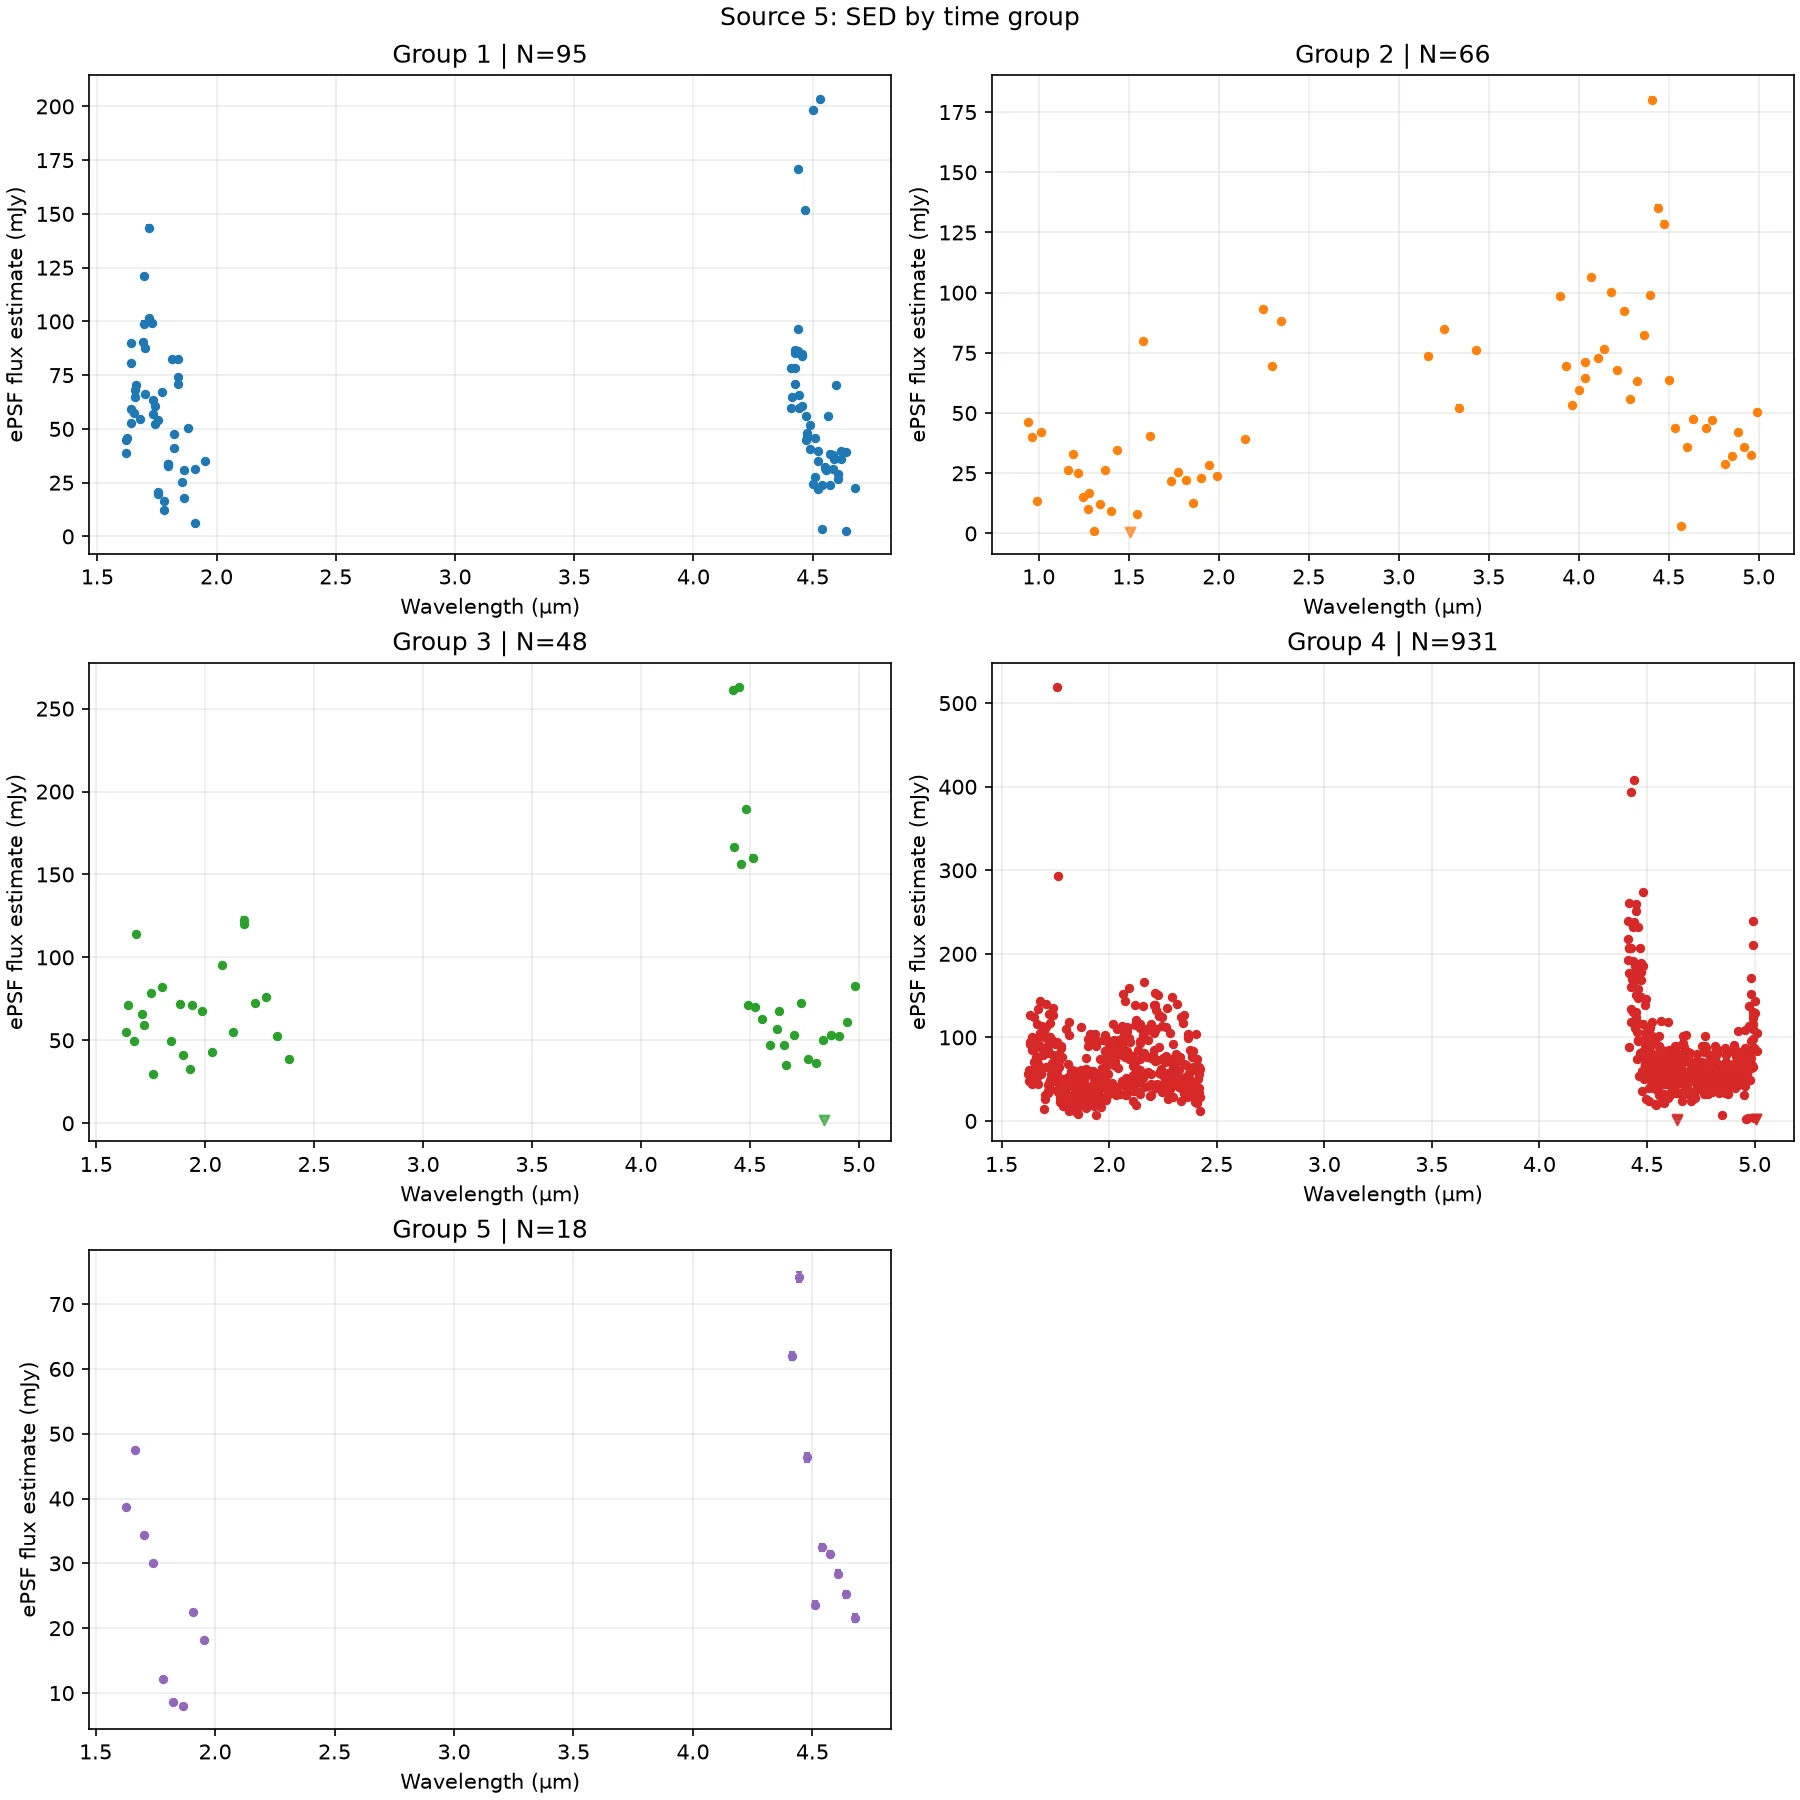 Source 5: SED by time group
Group 1 | N=95
ePSF flux estimate (mJy)
200
175
150
125
100
75
50
25
0
1.5 2.0 2.5 3.0 3.5 4.0 4.5
Wavelength (μm)
Group 2 | N=66
ePSF flux estimate (mJy)
175
150
125
100
75
50
25
0
1.0 1.5 2.0 2.5 3.0 3.5 4.0 4.5 5.0
Wavelength (μm)
Group 3 | N=48
ePSF flux estimate (mJy)
250
200
150
100
50
0
1.5 2.0 2.5 3.0 3.5 4.0 4.5 5.0
Wavelength (μm)
Group 4 | N=931
ePSF flux estimate (mJy)
500
400
300
200
100
0
1.5 2.0 2.5 3.0 3.5 4.0 4.5 5.0
Wavelength (μm)
Group 5 | N=18
ePSF flux estimate (mJy)
70
60
50
40
30
20
10
1.5 2.0 2.5 3.0 3.5 4.0 4.5
Wavelength (μm)